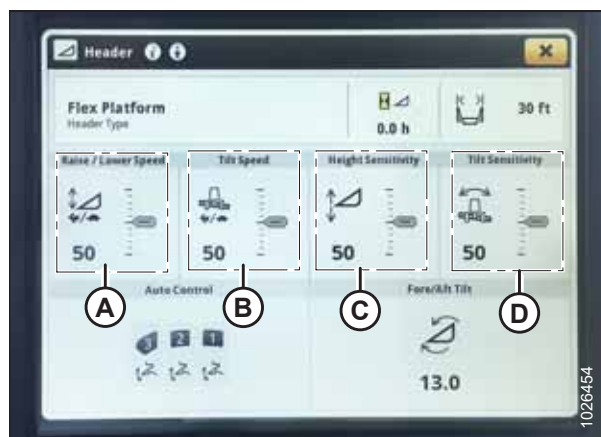 Header
Flex Platform
Header Type
0.0 h
30 ft
Raise / Lower Speed
Tilt Speed
Height Sensitivity
Tilt Sensitivity
50
50
50
50
A
B
C
D
Auto Control
Fore/Aft Tilt
3 2 1
13.0
1026454